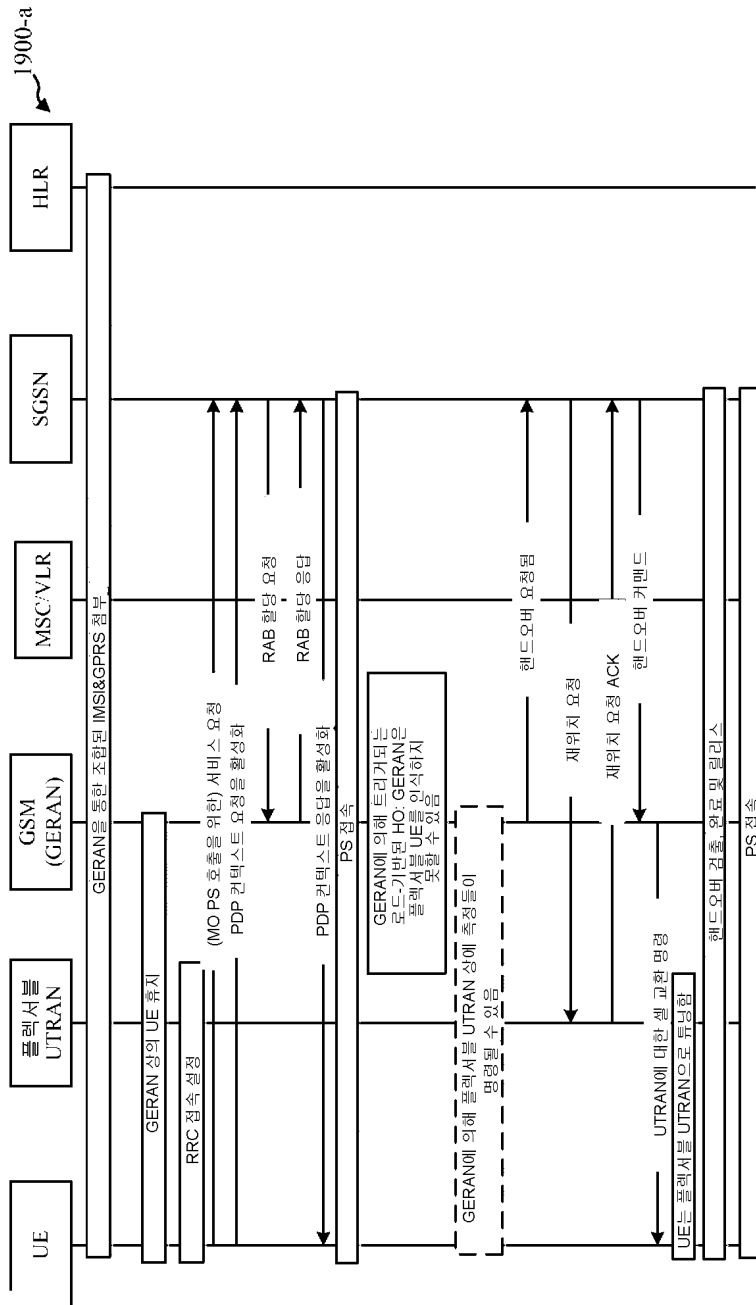 1900-a
UE
플렉서블
UTRAN
GSM
(GERAN)
MSC/VLR
SGSN
HLR
GERAN을 통한 조합된 IMSI&GPRS 첨부
GERAN 상의 UE 휴지
RRC 접속 설정
(MO PS 호출을 위한) 서비스 요청
PDP 컨텍스트 요청을 활성화
RAB 할당 요청
RAB 할당 응답
PDP 컨텍스트 응답을 활성화
PS 접속
GERAN에 의해 트리거되는
로드-기반된 HO: GERAN은
플렉서블 UE를 인식하지
못할 수 있음
GERAN에 의해 플렉서블 UTRAN 상에 측정들이
명령될 수 있음
핸드오버 요청됨
재위치 요청
재위치 요청 ACK
핸드오버 커맨드
UTRAN에 대한 셀 교환 명령
UE는 플렉서블 UTRAN으로 튜닝함
핸드오버 검출, 완료 및 릴리스
PS 접속